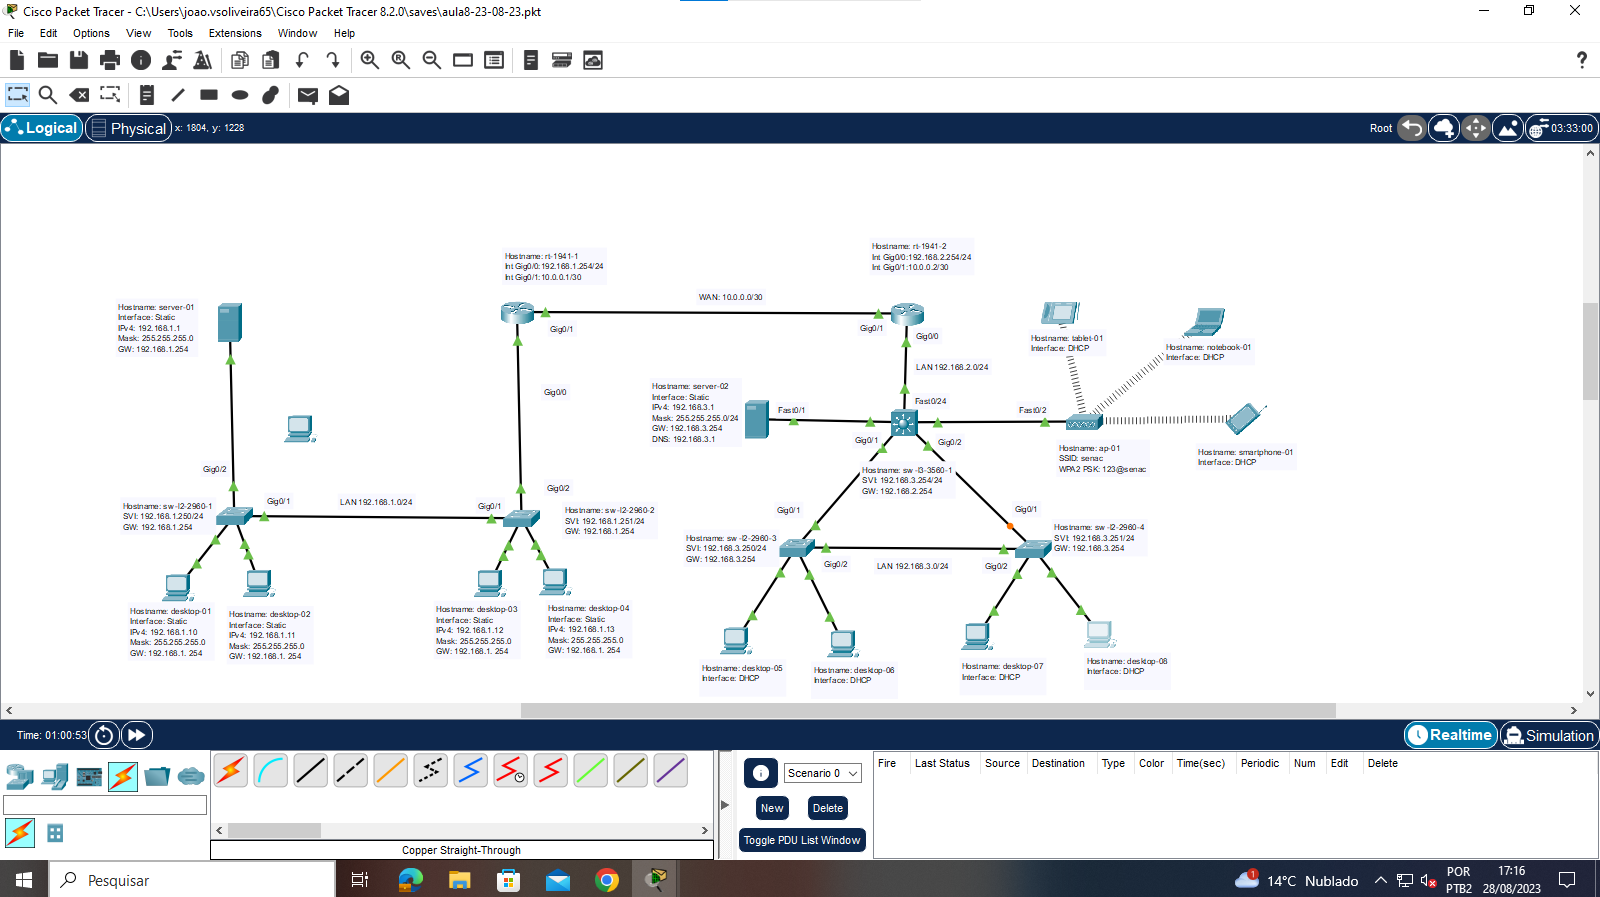 Cisco Packet Tracer - C:\Users\joao.vsoliveira65\Cisco Packet Tracer 8.2.0\saves\aula8-23-08-23.pkt
File Edit Options View Tools Extensions Window Help
Logical Physical x: 1804, y: 1228 Root 03:33:00
Hostname: rt-1941-2
Int Gig0/0:192.168.2.254/24
Int Gig0/1:10.0.0.2/30
Hostname: rt-1941-1
Int Gig0/0:192.168.1.254/24
Int Gig0/1:10.0.0.1/30
WAN: 10.0.0.0/30
Hostname: server-01
Interface: Static
IPv4: 192.168.1.1
Mask: 255.255.255.0
GW: 192.168.1.254
Gig0/1
Gig0/1
Gig0/0
Hostname: tablet-01
Interface: DHCP
Hostname: notebook-01
Interface: DHCP
LAN 192.168.2.0/24
Gig0/0
Hostname: server-02
Interface: Static
IPv4: 192.168.3.1
Mask: 255.255.255.0/24
GW: 192.168.3.254
DNS: 192.168.3.1
Fast0/1
Fast0/24
Fast0/2
Gig0/1
Gig0/2
Hostname: ap-01
SSID: senac
WPA2 PSK: 123@senac
Hostname: smartphone-01
Interface: DHCP
Hostname: sw-l3-3560-1
SVI: 192.168.3.254/24
GW: 192.168.2.254
Gig0/2
Gig0/2
Hostname: sw-l2-2960-1
SVI: 192.168.1.250/24
GW: 192.168.1.254
Gig0/1
LAN 192.168.1.0/24
Gig0/1
Hostname: sw-l2-2960-2
SVI: 192.168.1.251/24
GW: 192.168.1.254
Gig0/1
Gig0/1
Hostname: sw-l2-2960-3
SVI: 192.168.3.250/24
GW: 192.168.3.254
Hostname: sw-l2-2960-4
SVI: 192.168.3.251/24
GW: 192.168.3.254
Gig0/2
LAN 192.168.3.0/24
Gig0/2
Hostname: desktop-01
Interface: Static
IPv4: 192.168.1.10
Mask: 255.255.255.0
GW: 192.168.1. 254
Hostname: desktop-02
Interface: Static
IPv4: 192.168.1.11
Mask: 255.255.255.0
GW: 192.168.1. 254
Hostname: desktop-03
Interface: Static
IPv4: 192.168.1.12
Mask: 255.255.255.0
GW: 192.168.1. 254
Hostname: desktop-04
Interface: Static
IPv4: 192.168.1.13
Mask: 255.255.255.0
GW: 192.168.1. 254
Hostname: desktop-05
Interface: DHCP
Hostname: desktop-06
Interface: DHCP
Hostname: desktop-07
Interface: DHCP
Hostname: desktop-08
Interface: DHCP
Time: 01:00:53 Realtime Simulation
Scenario 0
New Delete
Toggle PDU List Window
Fire Last Status Source Destination Type Color Time(sec) Periodic Num Edit Delete
Copper Straight-Through
Pesquisar
1
14°C Nublado
POR
PTB2
17:16
28/08/2023